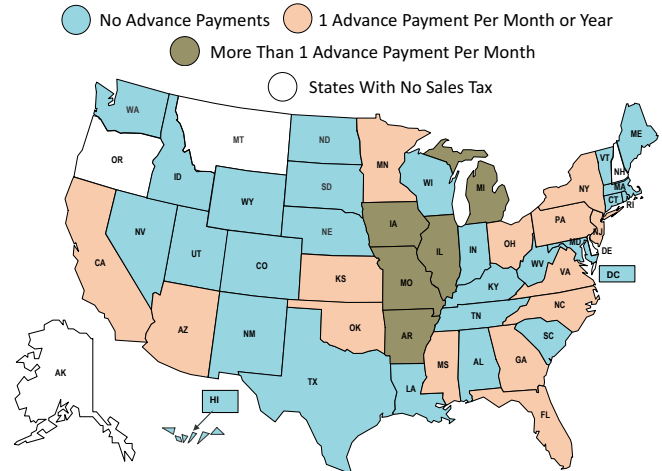 No Advance Payments 1 Advance Payment Per Month or Year
More Than 1 Advance Payment Per Month
States With No Sales Tax
WA
MT
ND
MN
ME
OR
ID
SD
WI
MI
VT
NH
NY
MA
CT
RI
WY
NE
IA
PA
NJ
NV
UT
CO
IL
IN
OH
MD
DE
WV
VA
DC
CA
KS
MO
KY
AZ
NM
OK
AR
TN
NC
SC
MS
AL
GA
TX
LA
FL
AK
HI